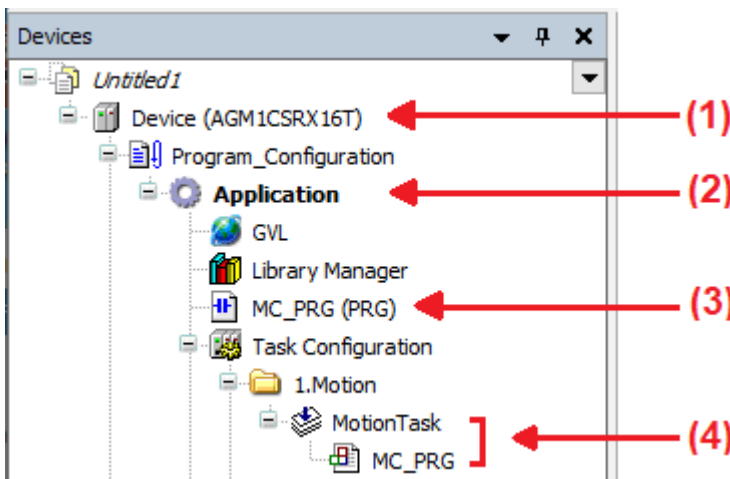 Devices
Untitled1
Device (AGM1CSRX16T) (1)
Program_Configuration
Application (2)
GVL
Library Manager
MC_PRG (PRG) (3)
Task Configuration
1.Motion
MotionTask
(4)
MC_PRG